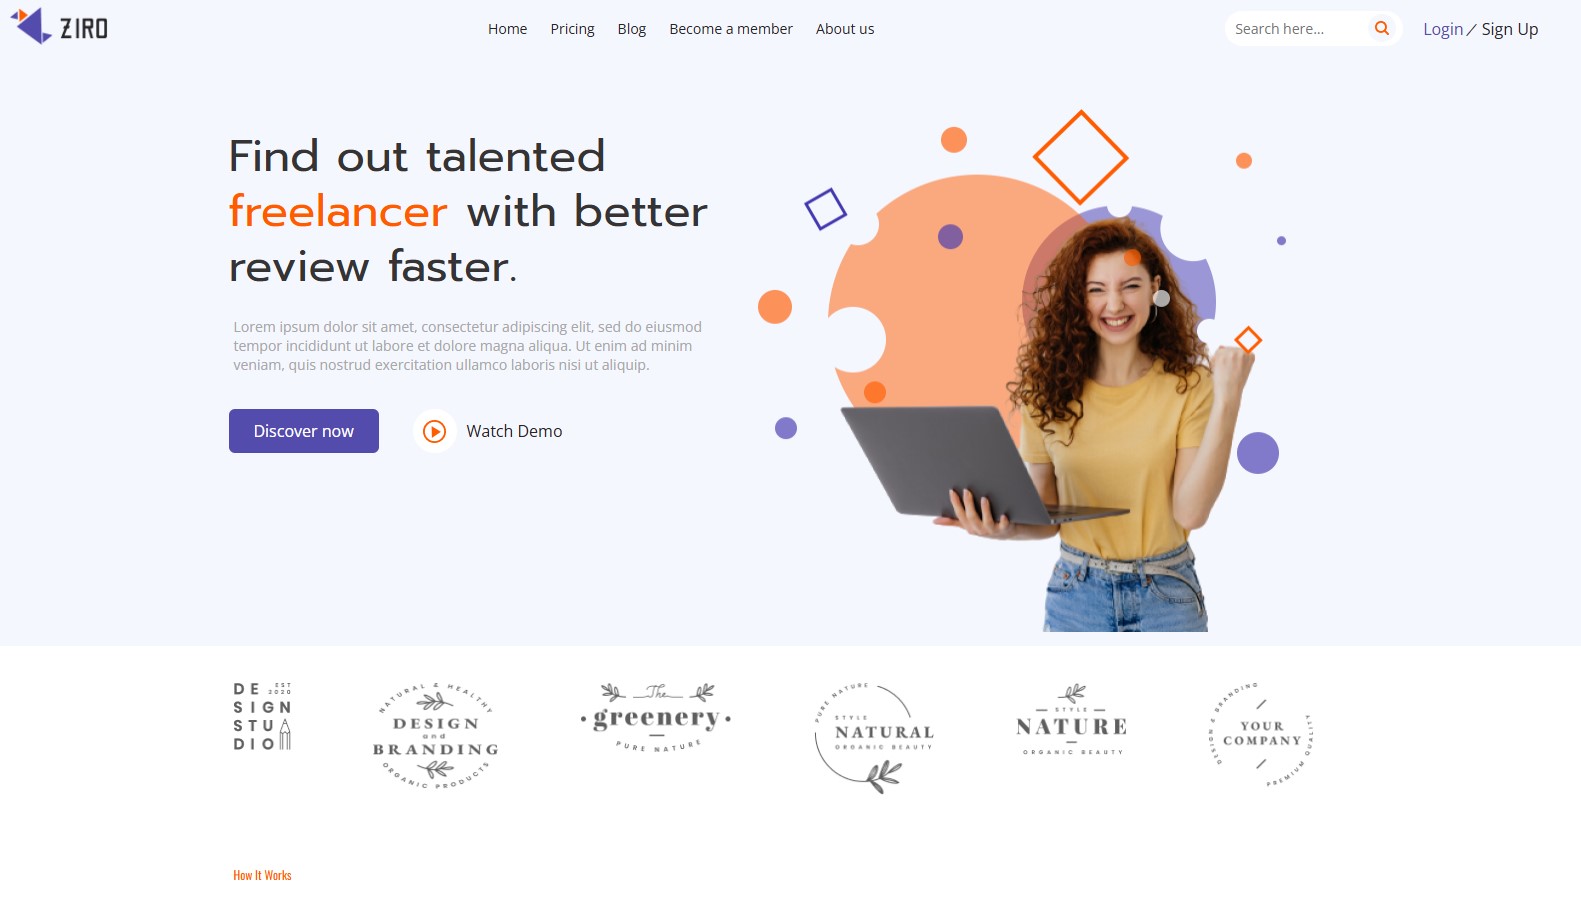 ZIRO
Home Pricing Blog Become a member About us
Search here...
Login / Sign Up
Find out talented
freelancer with better
review faster.
Lorem ipsum dolor sit amet, consectetur adipiscing elit, sed do eiusmod
tempor incididunt ut labore et dolore magna aliqua. Ut enim ad minim
veniam, quis nostrud exercitation ullamco laboris nisi ut aliquip.
Discover now
Watch Demo
DE EST 2020
SIGN
STU
DIO
NATURAL & HEALTHY
DESIGN
and
BRANDING
ORGANIC PRODUCTS
The
greenery
PURE NATURE
PURE NATURE
STYLE
NATURAL
ORGANIC BEAUTY
STYLE
NATURE
ORGANIC BEAUTY
DESIGN & BRANDING
YOUR
COMPANY
PREMIUM QUALITY
How It Works